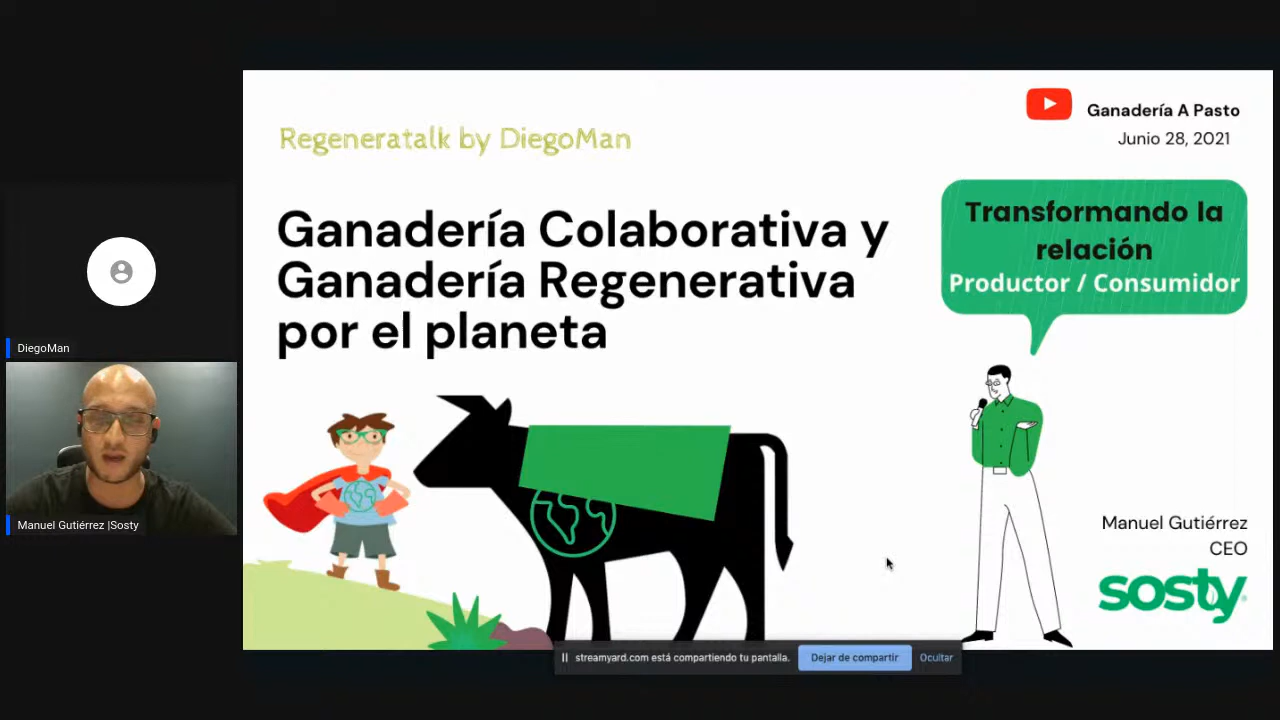 Regeneratalk by DiegoMan
Ganadería A Pasto
Junio 28, 2021
Ganadería Colaborativa y
Ganadería Regenerativa
por el planeta
Transformando la
relación
Productor / Consumidor
DiegoMan
Manuel Gutiérrez |Sosty
Manuel Gutiérrez
CEO
sosty
streamyard.com está compartiendo tu pantalla.
Dejar de compartir
Ocultar